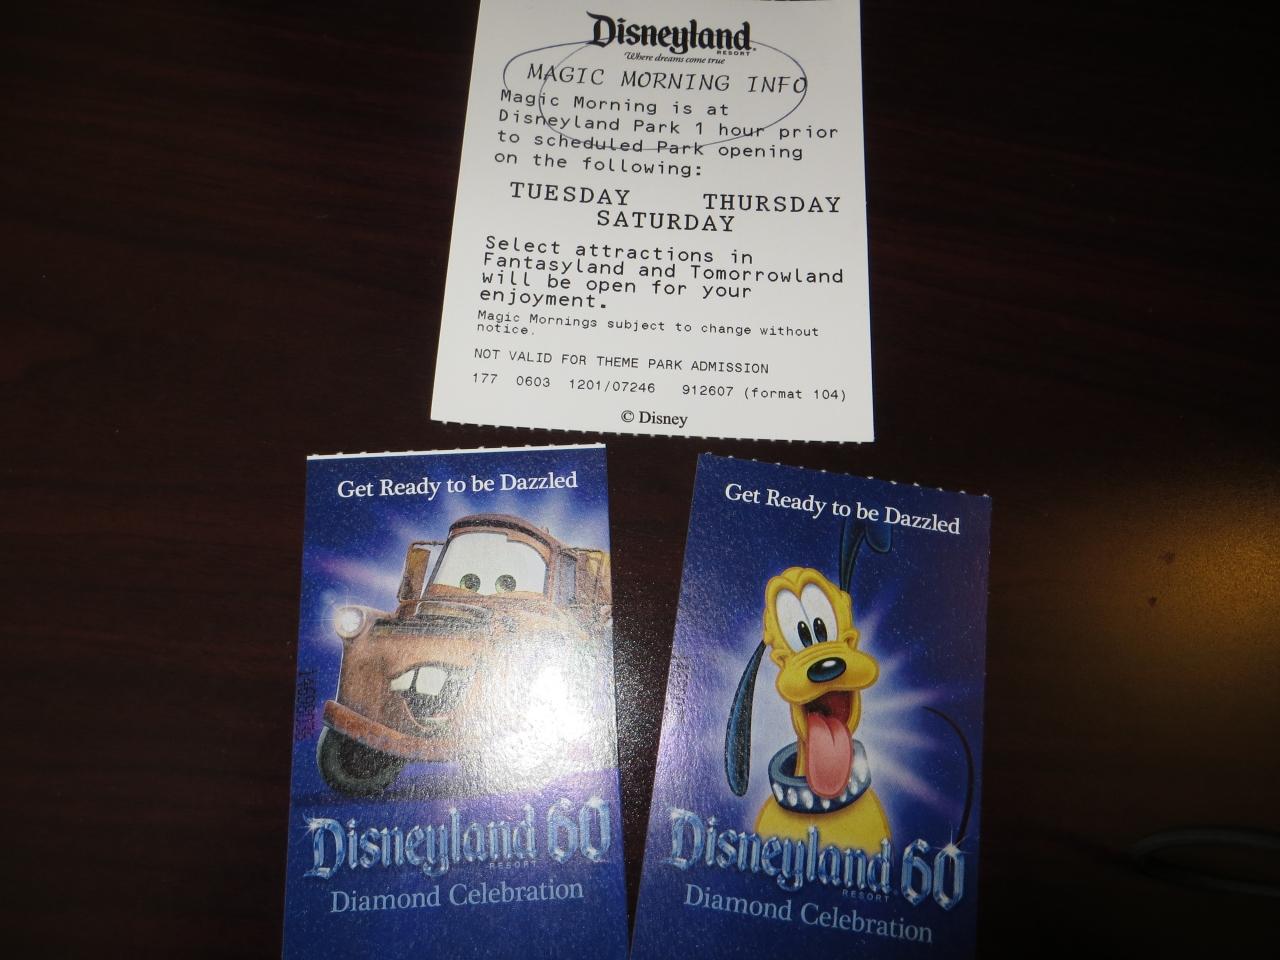 Disneyland
RESORT
Where dreams come true
MAGIC MORNING INFO
Magic Morning is at
Disneyland Park 1 hour prior
to scheduled Park opening
on the following:
TUESDAY THURSDAY
SATURDAY
Select attractions in
Fantasyland and Tomorrowland
will be open for your
enjoyment.
Magic Mornings subject to change without
notice.
NOT VALID FOR THEME PARK ADMISSION
177 0603 1201/07246 912607 (format 104)
© Disney
Get Ready to be Dazzled
Disneyland 60
RESORT
Diamond Celebration
Get Ready to be Dazzled
Disneyland 60
RESORT
Diamond Celebration